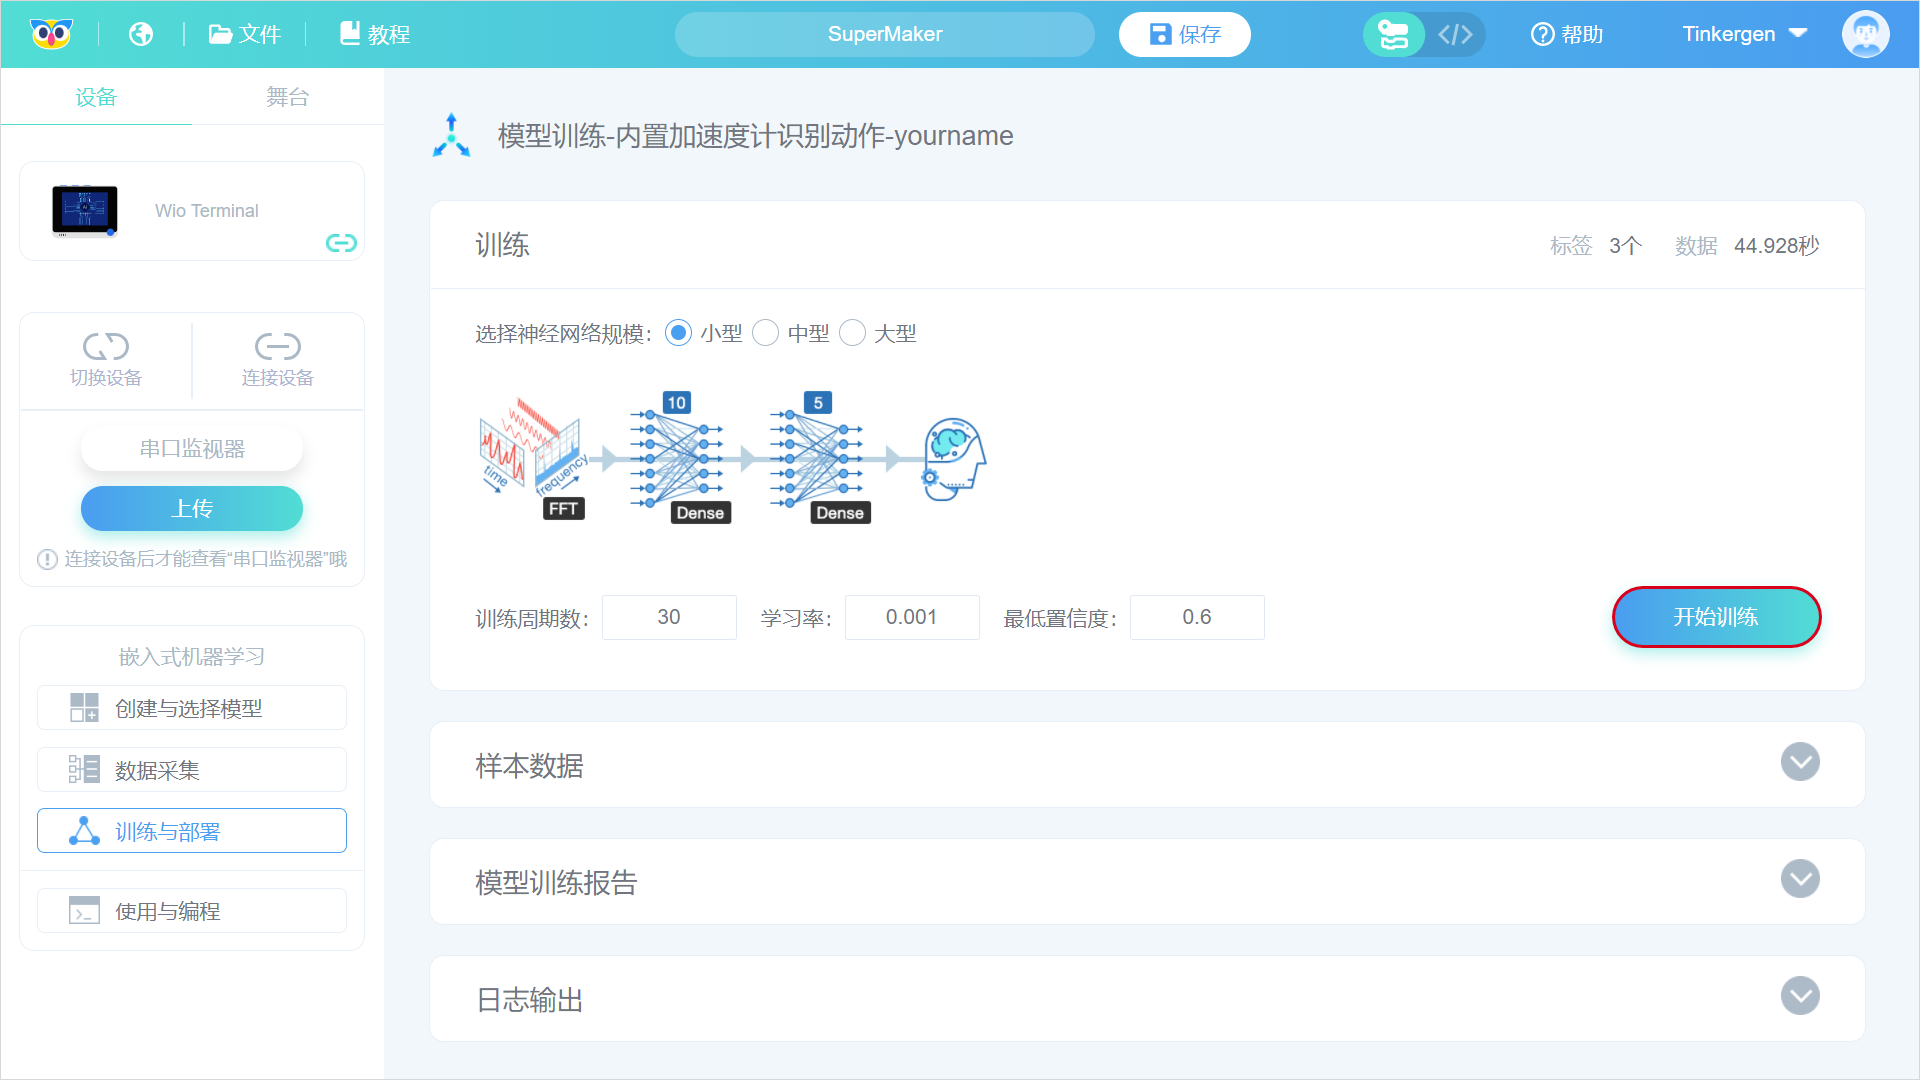 文件
教程
SuperMaker
保存
帮助
Tinkergen
设备
舞台
Wio Terminal
切换设备
连接设备
串口监视器
上传
连接设备后才能查看“串口监视器”哦
嵌入式机器学习
创建与选择模型
数据采集
训练与部署
使用与编程
模型训练-内置加速度计识别动作-yourname
训练
标签 3个 数据 44.928秒
选择神经网络规模: 小型 中型 大型
10
5
time
frequency
FFT
Dense
Dense
训练周期数: 30 学习率: 0.001 最低置信度: 0.6
开始训练
样本数据
模型训练报告
日志输出